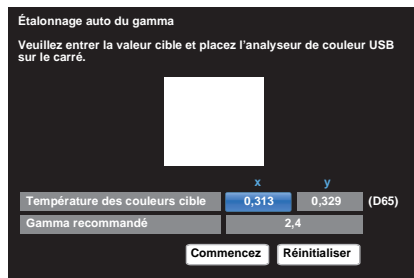 Étalonnage auto du gamma
Veuillez entrer la valeur cible et placez l'analyseur de couleur USB
sur le carré.
x y
Température des couleurs cible 0,313 0,329 (D65)
Gamma recommandé 2,4
Commencez Réinitialiser